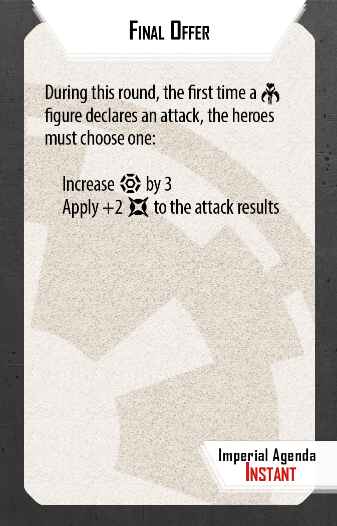 Final Offer
During this round, the first time a
figure declares an attack, the heroes
must choose one:
Increase by 3
Apply +2 to the attack results
Imperial Agenda
Instant